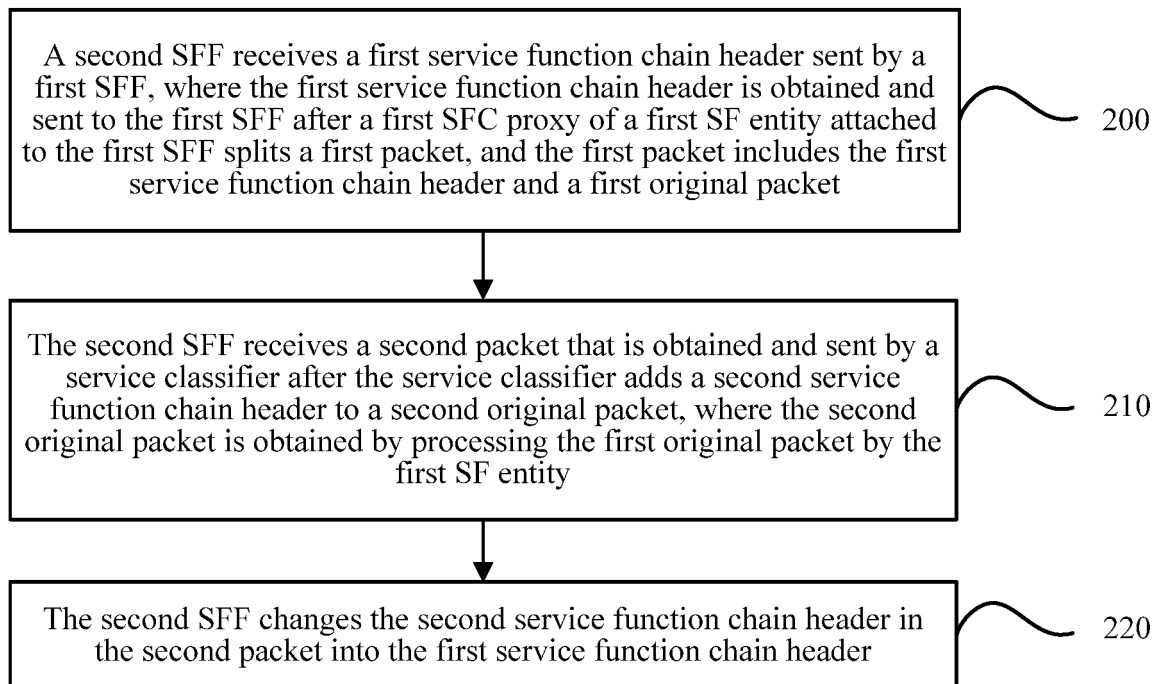 A second SFF receives a first service function chain header sent by a
first SFF, where the first service function chain header is obtained and
sent to the first SFF after a first SFC proxy of a first SF entity attached
to the first SFF splits a first packet, and the first packet includes the first
service function chain header and a first original packet
200
The second SFF receives a second packet that is obtained and sent by a
service classifier after the service classifier adds a second service
function chain header to a second original packet, where the second
original packet is obtained by processing the first original packet by the
first SF entity
210
The second SFF changes the second service function chain header in
the second packet into the first service function chain header
220